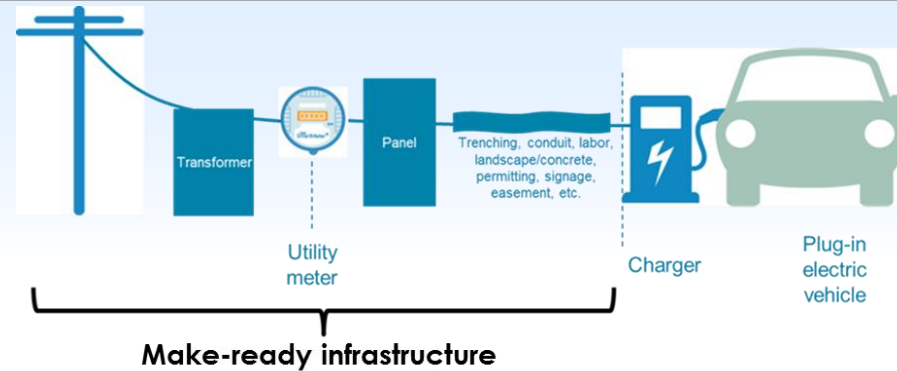 Transformer
Panel
Trenching, conduit, labor,
landscape/concrete,
permitting, signage,
easement, etc.
Utility
meter
Charger
Plug-in
electric
vehicle
Make-ready infrastructure